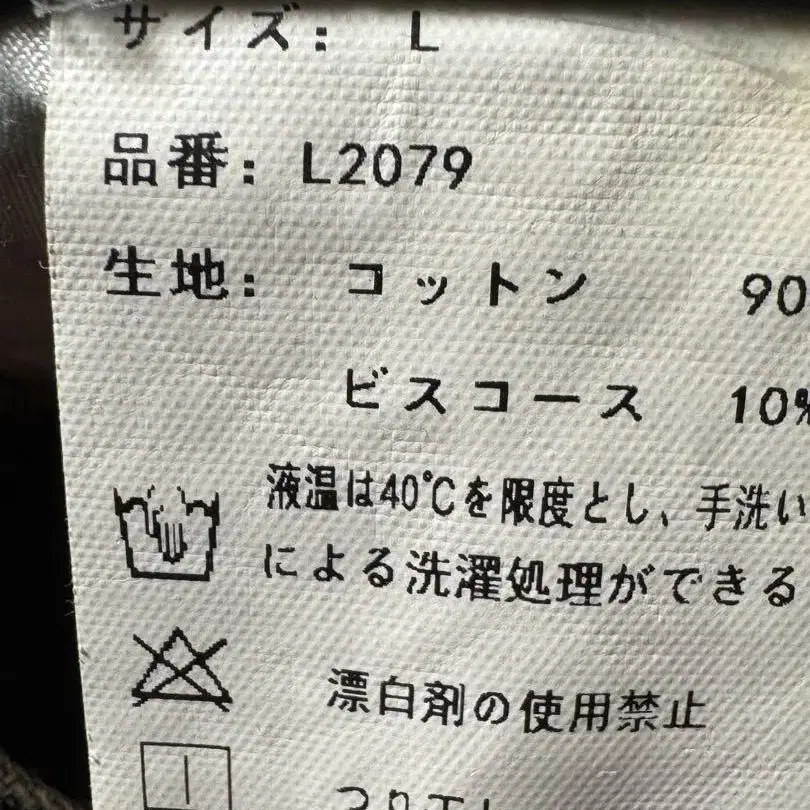 サイズ: L
品番: L2079
生地: コットン 90
ビスコース 10%
液温は40℃を限度とし、手洗い
による洗濯処理ができる
漂白剤の使用禁止